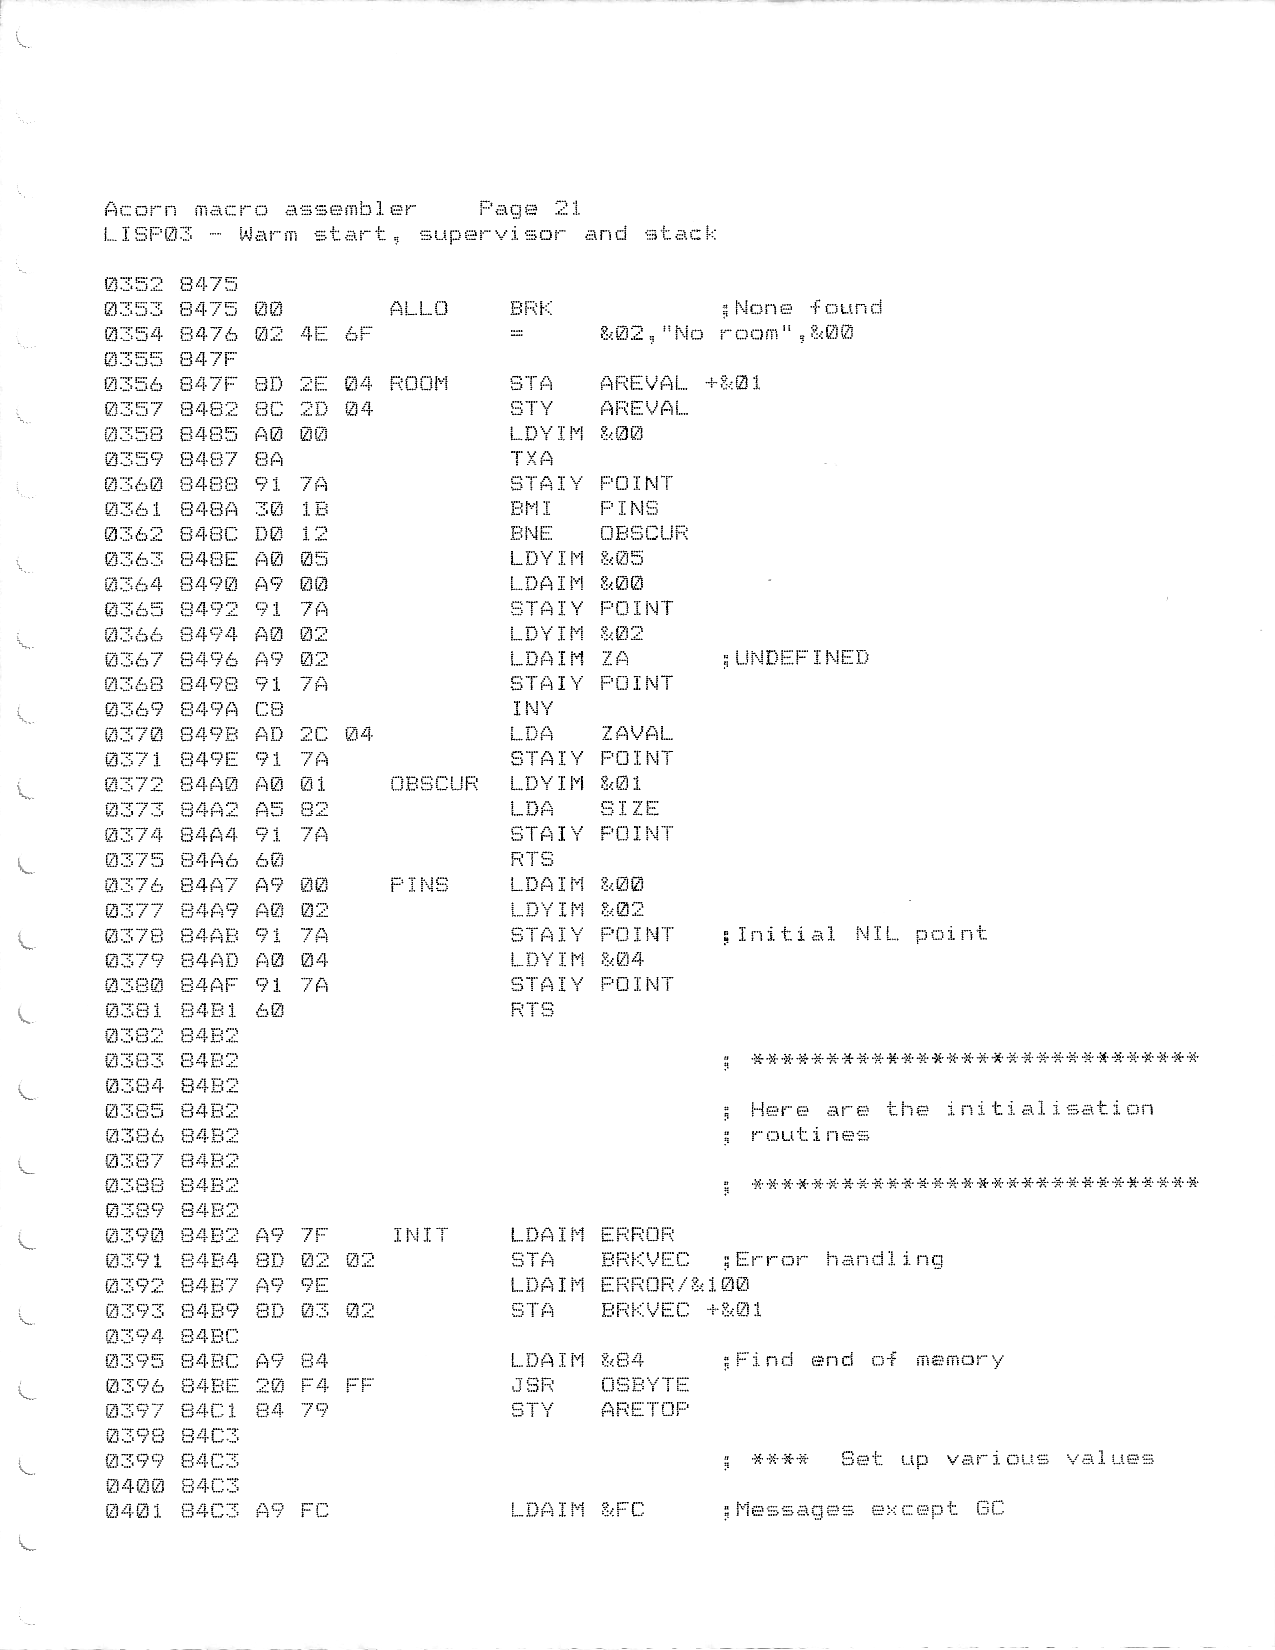 Acorn macro assembler    Page 21
LISP03 - Warm start, supervisor and stack

0352 8475
0353 8475 00       ALLO    BRK           ;None found
0354 8476 02 4E 6F         =     &02,"No room",&00
0355 847F
0356 847F 8D 2E 04 ROOM    STA   AREVAL +&01
0357 8482 8C 2D 04         STY   AREVAL
0358 8485 A0 00            LDYIM &00
0359 8487 8A               TXA
0360 8488 91 7A            STAIY POINT
0361 848A 30 1B            BMI   PINS
0362 848C D0 12            BNE   OBSCUR
0363 848E A0 05            LDYIM &05
0364 8490 A9 00            LDAIM &00
0365 8492 91 7A            STAIY POINT
0366 8494 A0 02            LDYIM &02
0367 8496 A9 02            LDAIM ZA      ;UNDEFINED
0368 8498 91 7A            STAIY POINT
0369 849A C8               INY
0370 849B AD 2C 04         LDA   ZAVAL
0371 849E 91 7A            STAIY POINT
0372 84A0 A0 01    OBSCUR  LDYIM &01
0373 84A2 A5 82            LDA   SIZE
0374 84A4 91 7A            STAIY POINT
0375 84A6 60               RTS
0376 84A7 A9 00    PINS    LDAIM &00
0377 84A9 A0 02            LDYIM &02
0378 84AB 91 7A            STAIY POINT   ;Initial NIL point
0379 84AD A0 04            LDYIM &04
0380 84AF 91 7A            STAIY POINT
0381 84B1 60               RTS
0382 84B2
0383 84B2                                ; ******************************
0384 84B2
0385 84B2                                ; Here are the initialisation
0386 84B2                                ; routines
0387 84B2
0388 84B2                                ; ******************************
0389 84B2
0390 84B2 A9 7F    INIT    LDAIM ERROR
0391 84B4 8D 02 02         STA   BRKVEC  ;Error handling
0392 84B7 A9 9E            LDAIM ERROR/&100
0393 84B9 8D 03 02         STA   BRKVEC +&01
0394 84BC
0395 84BC A9 84            LDAIM &84     ;Find end of memory
0396 84BE 20 F4 FF         JSR   OSBYTE
0397 84C1 84 79            STY   ARETOP
0398 84C3
0399 84C3                                ; ****  Set up various values
0400 84C3
0401 84C3 A9 FC            LDAIM &FC     ;Messages except GC